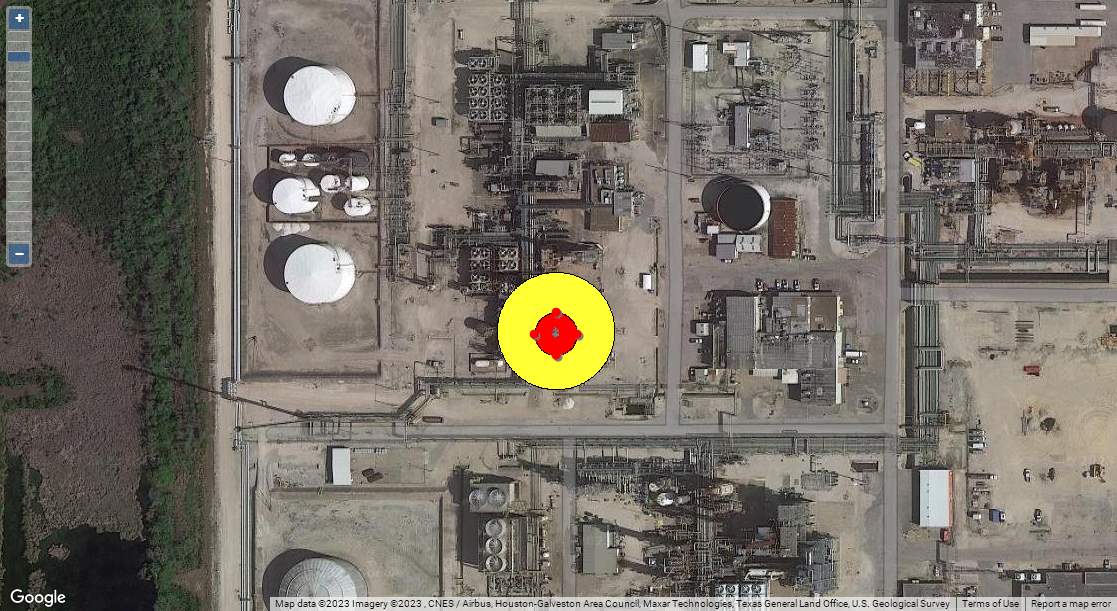 +
−
Google
Map data ©2023 Imagery ©2023 , CNES / Airbus, Houston-Galveston Area Council, Maxar Technologies, Texas General Land Office, U.S. Geological Survey
Terms of Use
Report a map error